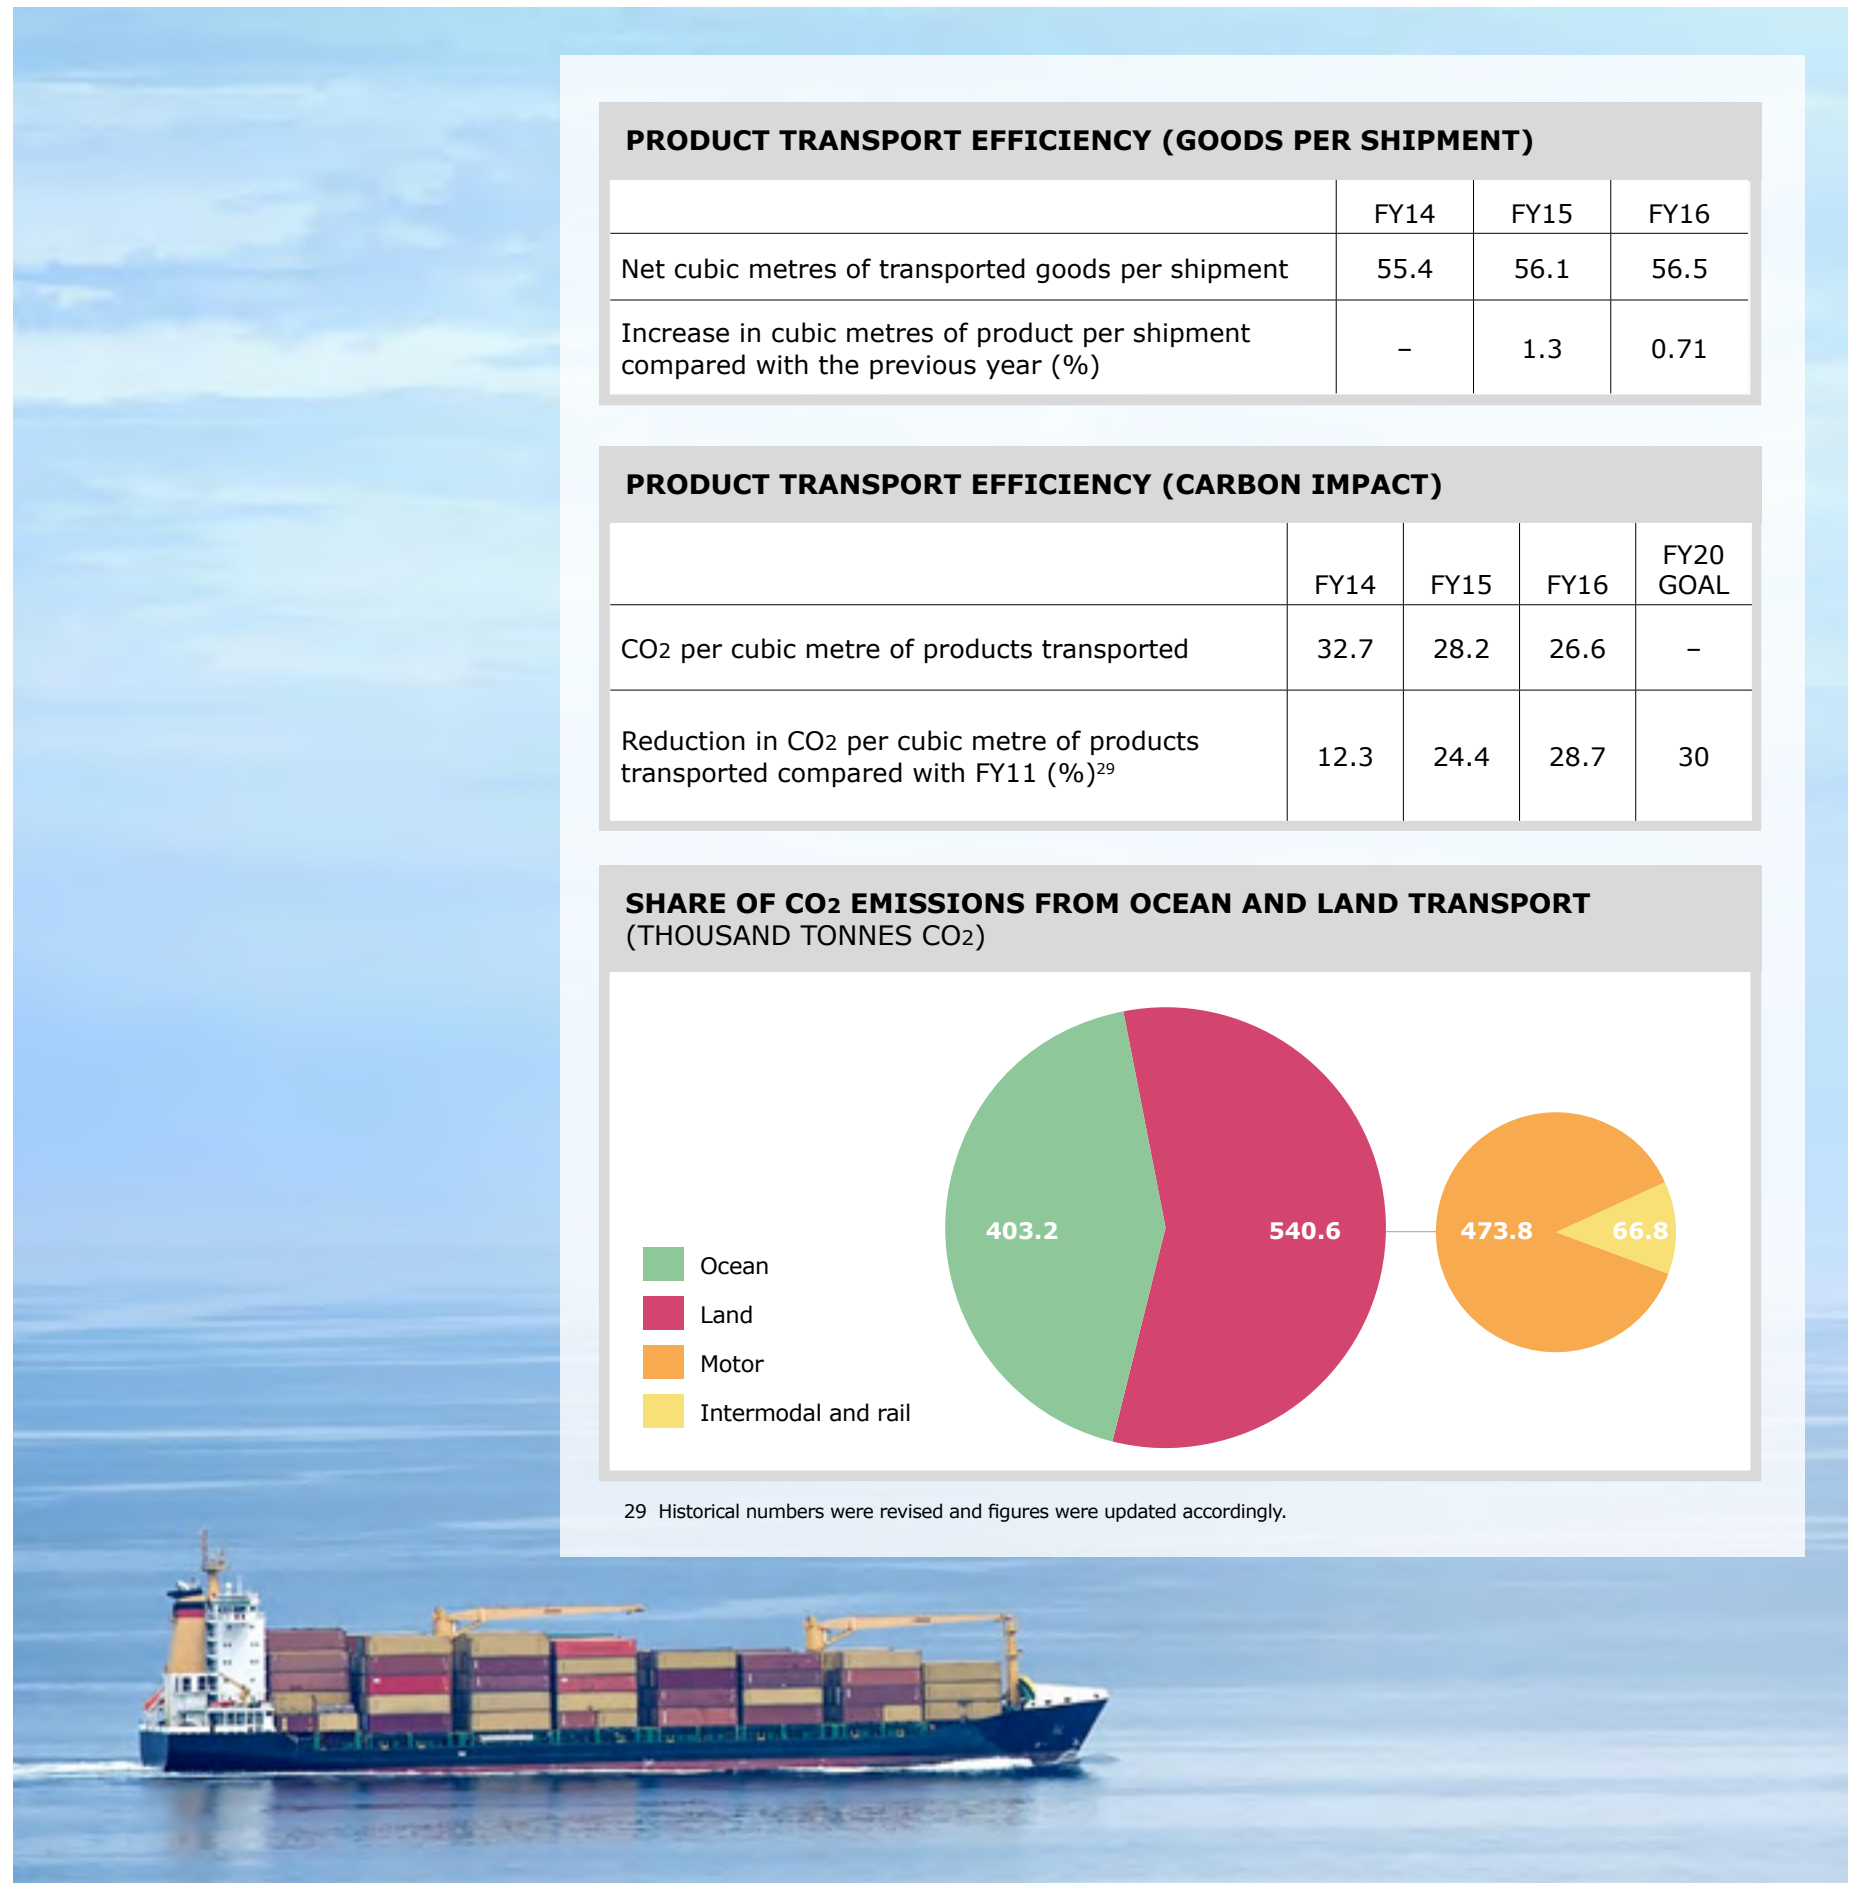 PRODUCT TRANSPORT EFFICIENCY (GOODS PER SHIPMENT)
FY14 FY15 FY16
Net cubic metres of transported goods per shipment 55.4 56.1 56.5
Increase in cubic metres of product per shipment
compared with the previous year (%) – 1.3 0.71
PRODUCT TRANSPORT EFFICIENCY (CARBON IMPACT)
FY14 FY15 FY16 FY20
GOAL
CO2 per cubic metre of products transported 32.7 28.2 26.6 –
Reduction in CO2 per cubic metre of products
transported compared with FY11 (%)29 12.3 24.4 28.7 30
SHARE OF CO2 EMISSIONS FROM OCEAN AND LAND TRANSPORT
(THOUSAND TONNES CO2)
403.2 540.6 473.8 66.8
Ocean
Land
Motor
Intermodal and rail
29 Historical numbers were revised and figures were updated accordingly.